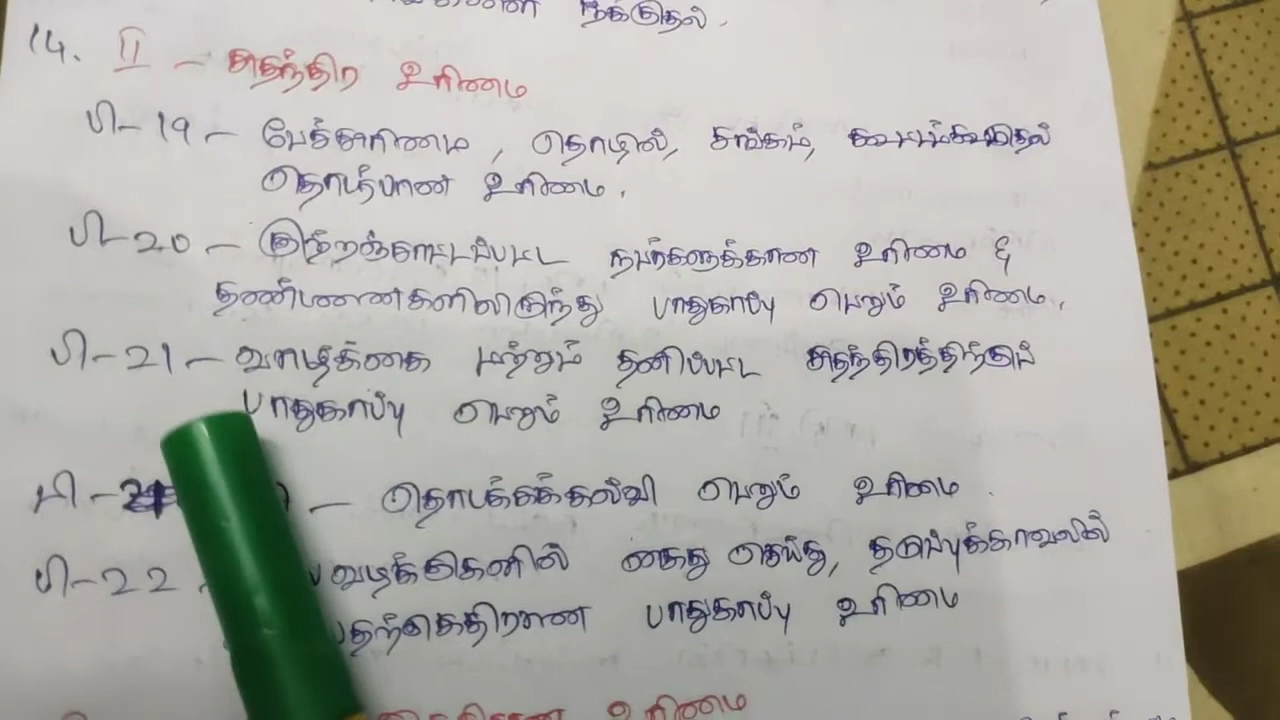 நீக்குதல்.
14. II - சுதந்திர உரிமை
பி-19 - பேச்சுரிமை, தொழில், சங்கம், கூட்டம்கூடுதல்
தொடர்பான உரிமை.
பி-20 - குற்றஞ்சாட்டப்பட்ட நபர்களுக்கான உரிமை &
தண்டனைகளிலிருந்து பாதுகாப்பு பெறும் உரிமை.
பி-21 - வாழ்க்கை மற்றும் தனிப்பட்ட சுதந்திரத்திற்குப்
பாதுகாப்பு பெறும் உரிமை
பி - 21 - தொடக்கக்கல்வி பெறும் உரிமை.
பி-22 - வழக்குகளில் கைது செய்து, தடுப்புக்காவலில்
பாதுகாப்பு உரிமை
உரிமை